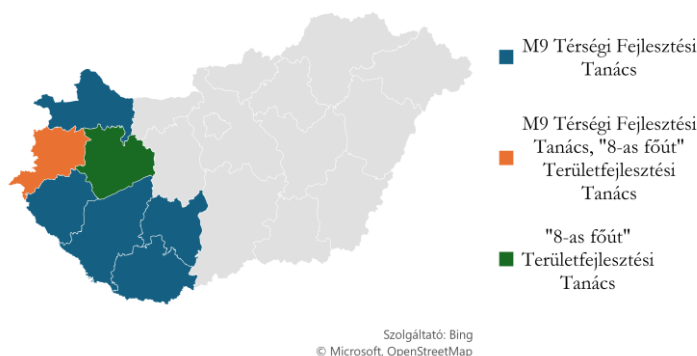 M9 Térségi Fejlesztési
Tanács
M9 Térségi Fejlesztési
Tanács, "8-as főút"
Területfejlesztési
Tanács
"8-as főút"
Területfejlesztési
Tanács
Szolgáltató: Bing
© Microsoft, OpenStreetMap